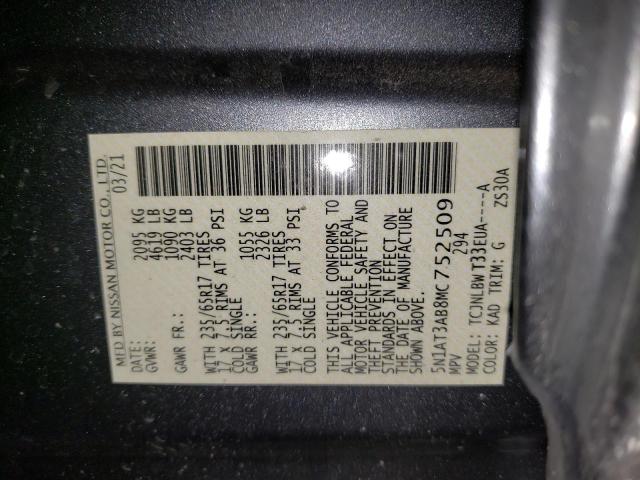 MFD BY NISSAN MOTOR CO., LTD.
DATE: 03/21
GVWR: 2095 KG
4619 LB
GAWR FR.: 1090 KG
2403 LB
WITH 235/65R17 TIRES
17 X 7.5 RIMS AT 36 PSI
COLD SINGLE
GAWR RR.: 1055 KG
2326 LB
WITH 235/65R17 TIRES
17 X 7.5 RIMS AT 33 PSI
COLD SINGLE
THIS VEHICLE CONFORMS TO
ALL APPLICABLE FEDERAL
MOTOR VEHICLE SAFETY AND
THEFT PREVENTION
STANDARDS IN EFFECT ON
THE DATE OF MANUFACTURE
SHOWN ABOVE.
5N1AT3AB8MC752509
MPV 294
MODEL: TCJNLBWT33EUA----A
COLOR: KAD TRIM: G ZS30A